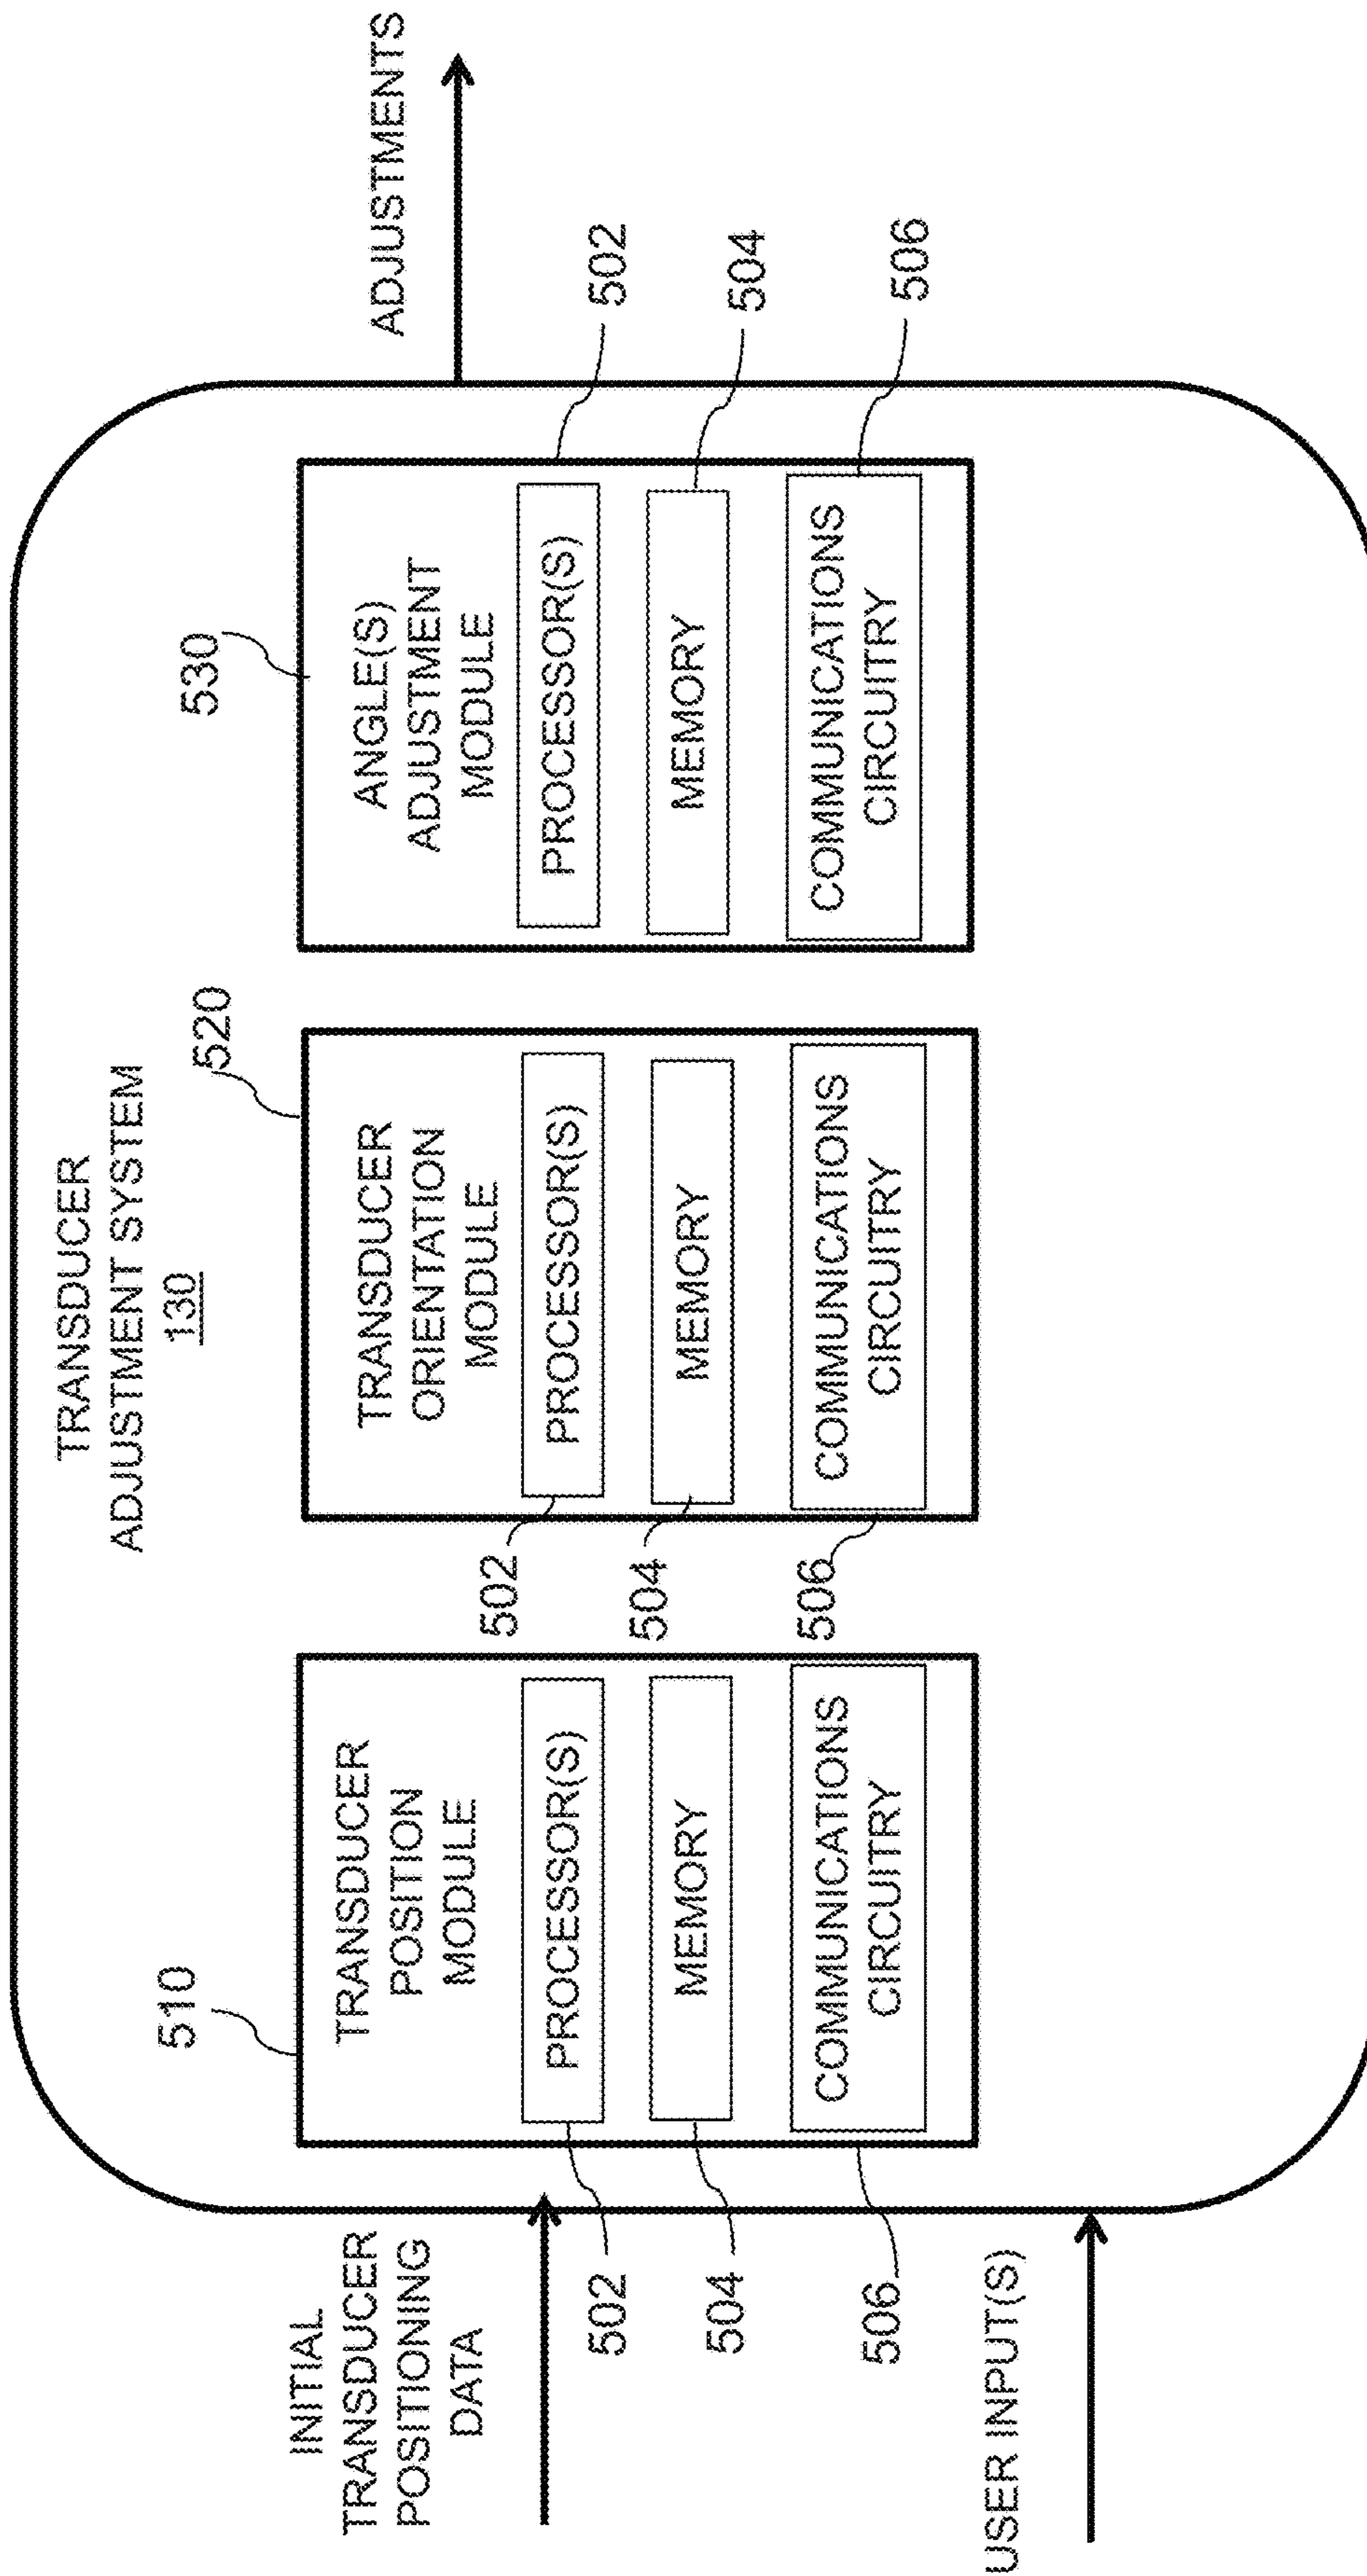 TRANSDUCER
ADJUSTMENT SYSTEM
130
INITIAL
TRANSDUCER
POSITIONING
DATA
USER INPUT(S)
510
TRANSDUCER
POSITION
MODULE
PROCESSOR(S)
MEMORY
COMMUNICATIONS
CIRCUITRY
502
504
506
520
TRANSDUCER
ORIENTATION
MODULE
PROCESSOR(S)
MEMORY
COMMUNICATIONS
CIRCUITRY
502
504
506
530
ANGLE(S)
ADJUSTMENT
MODULE
PROCESSOR(S)
MEMORY
COMMUNICATIONS
CIRCUITRY
502
504
506
ADJUSTMENTS